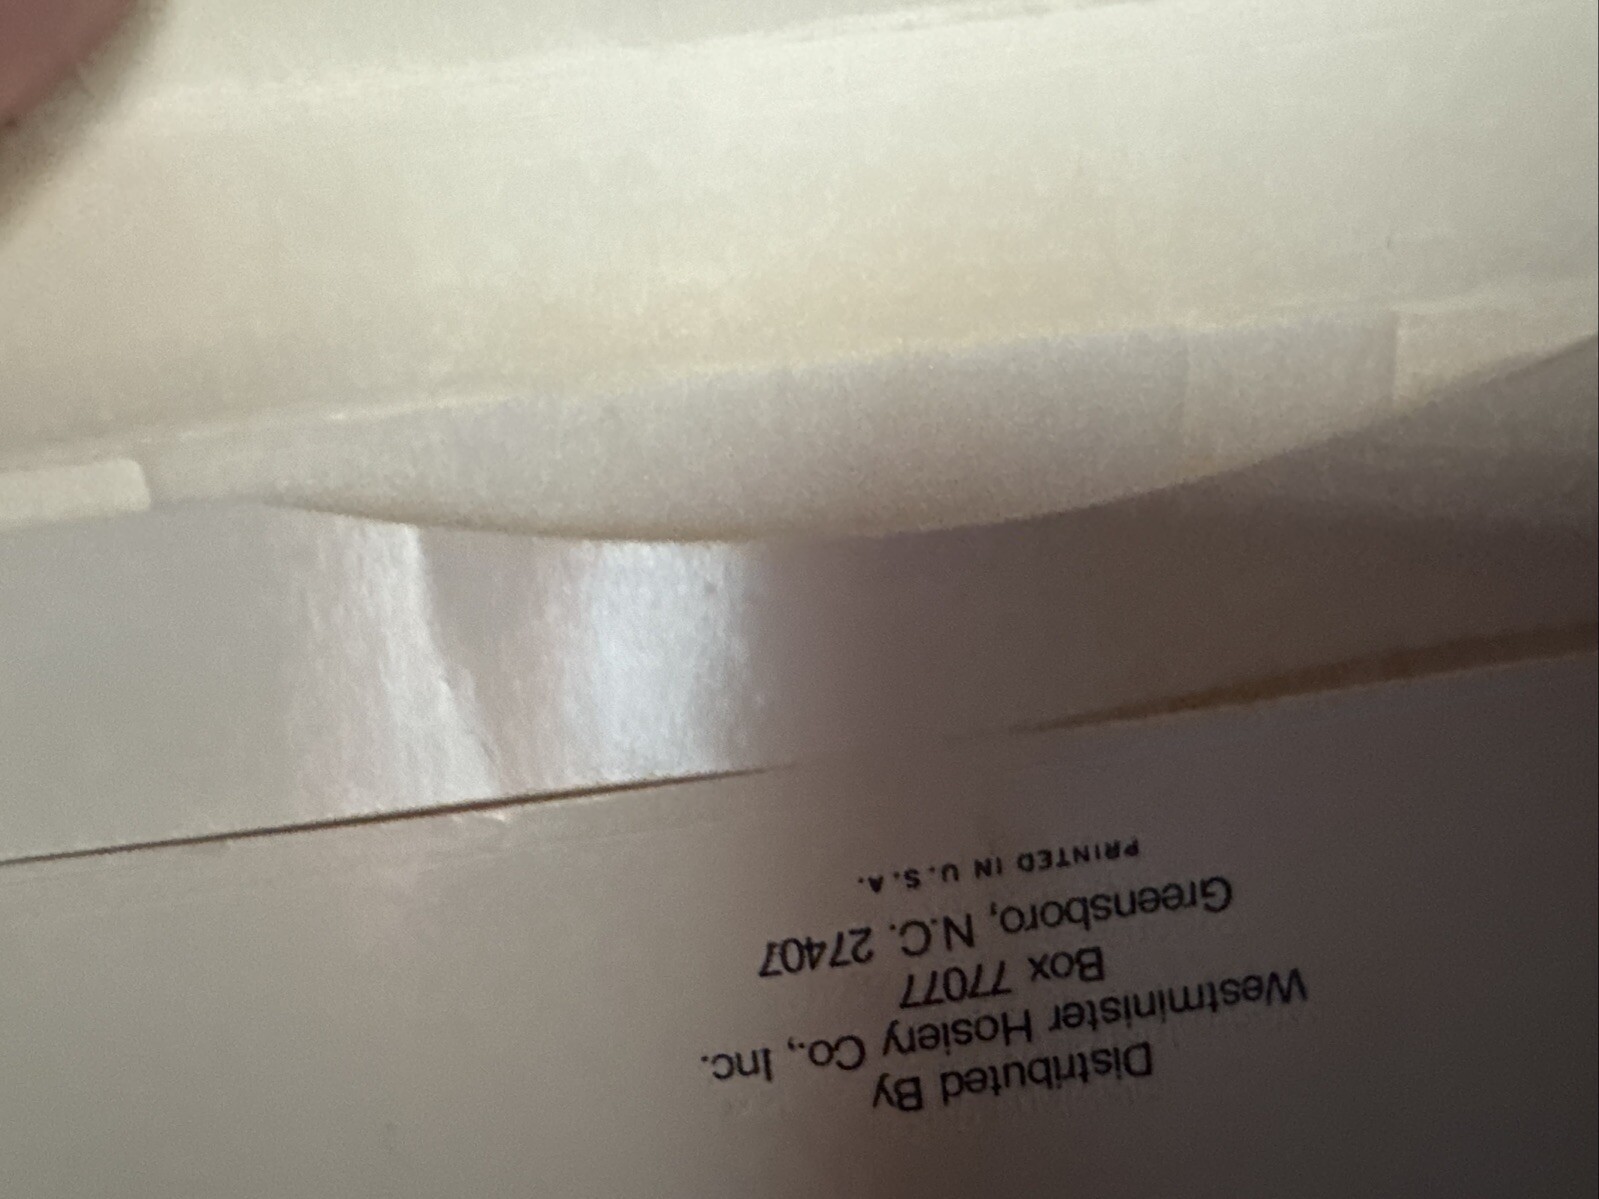 Distributed By
Westminister Hosiery Co., Inc.
Box 77077
Greensboro, N.C. 27407
PRINTED IN U.S.A.